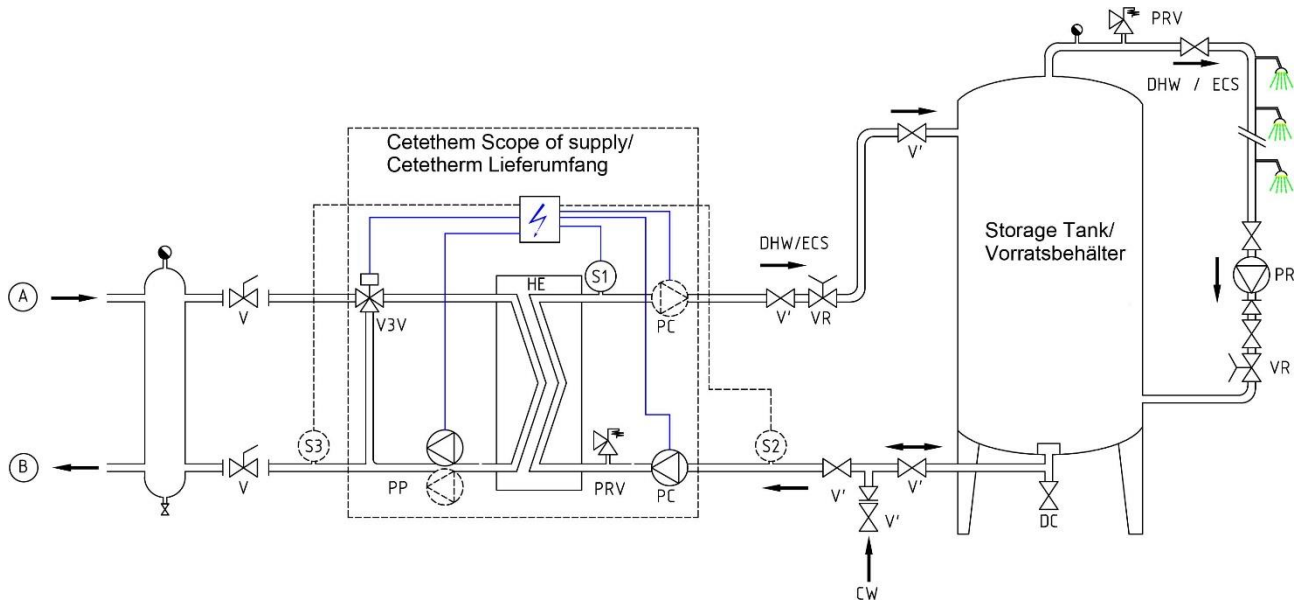 PRV
DHW / ECS
Cetethem Scope of supply/
Cetetherm Lieferumfang
V'
Storage Tank/
Vorratsbehälter
DHW/ECS
S1
HE
A
V
V3V
PC
V'
VR
PR
VR
S3
S2
B
V
PP
PRV
PC
V'
V'
V'
DC
CW